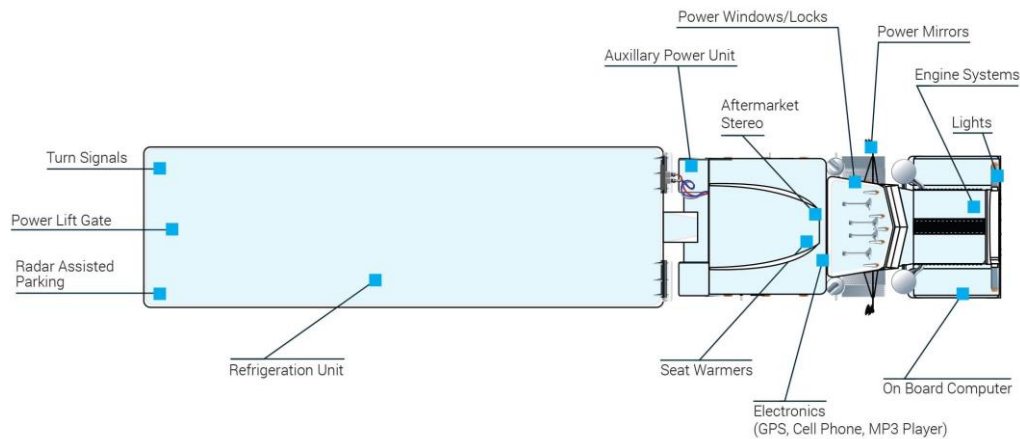 Power Windows/Locks
Power Mirrors
Auxillary Power Unit
Engine Systems
Aftermarket
Stereo
Lights
Turn Signals
Power Lift Gate
Radar Assisted
Parking
Refrigeration Unit
Seat Warmers
On Board Computer
Electronics
(GPS, Cell Phone, MP3 Player)